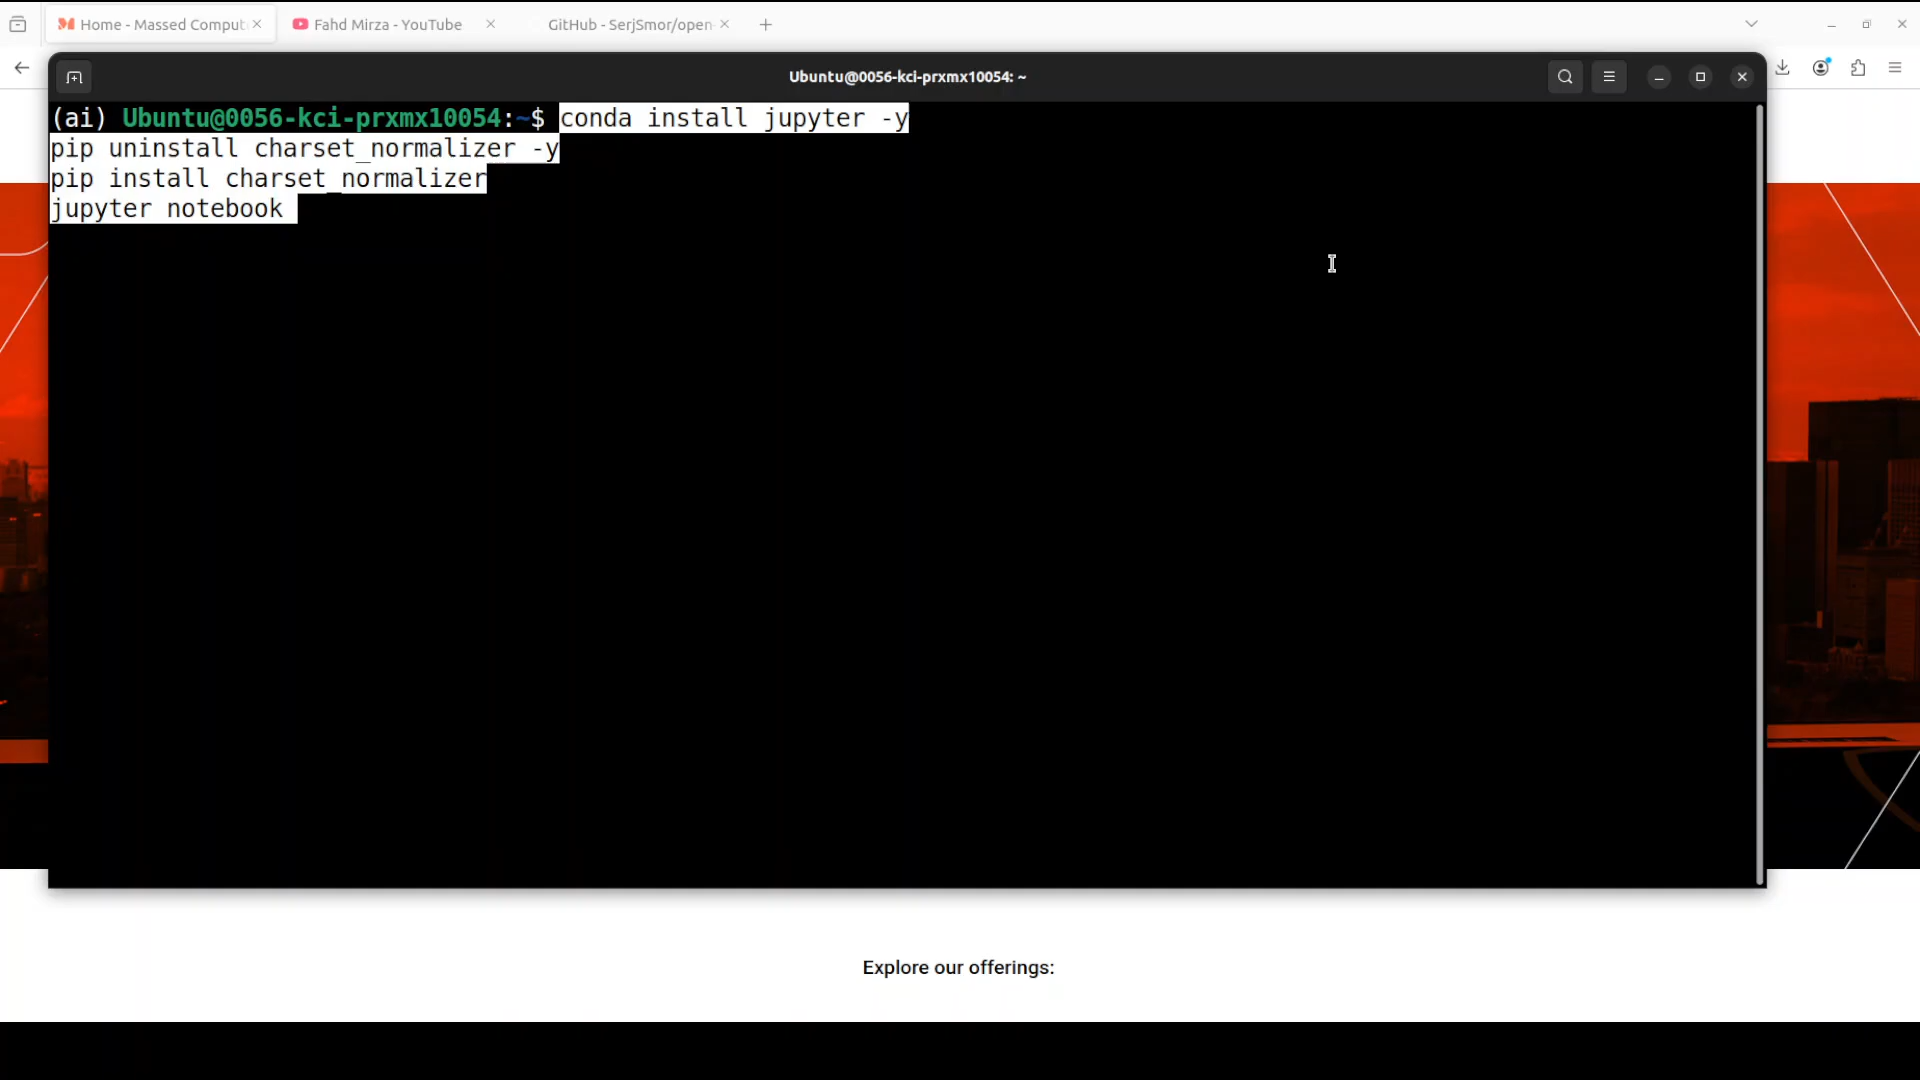 Home - Massed Comput
Fahd Mirza - YouTube
GitHub - SerjSmor/open-
Ubuntu@0056-kci-prxmx10054: ~
(ai) Ubuntu@0056-kci-prxmx10054:~$ conda install jupyter -y
pip uninstall charset_normalizer -y
pip install charset_normalizer
jupyter notebook
Explore our offerings: